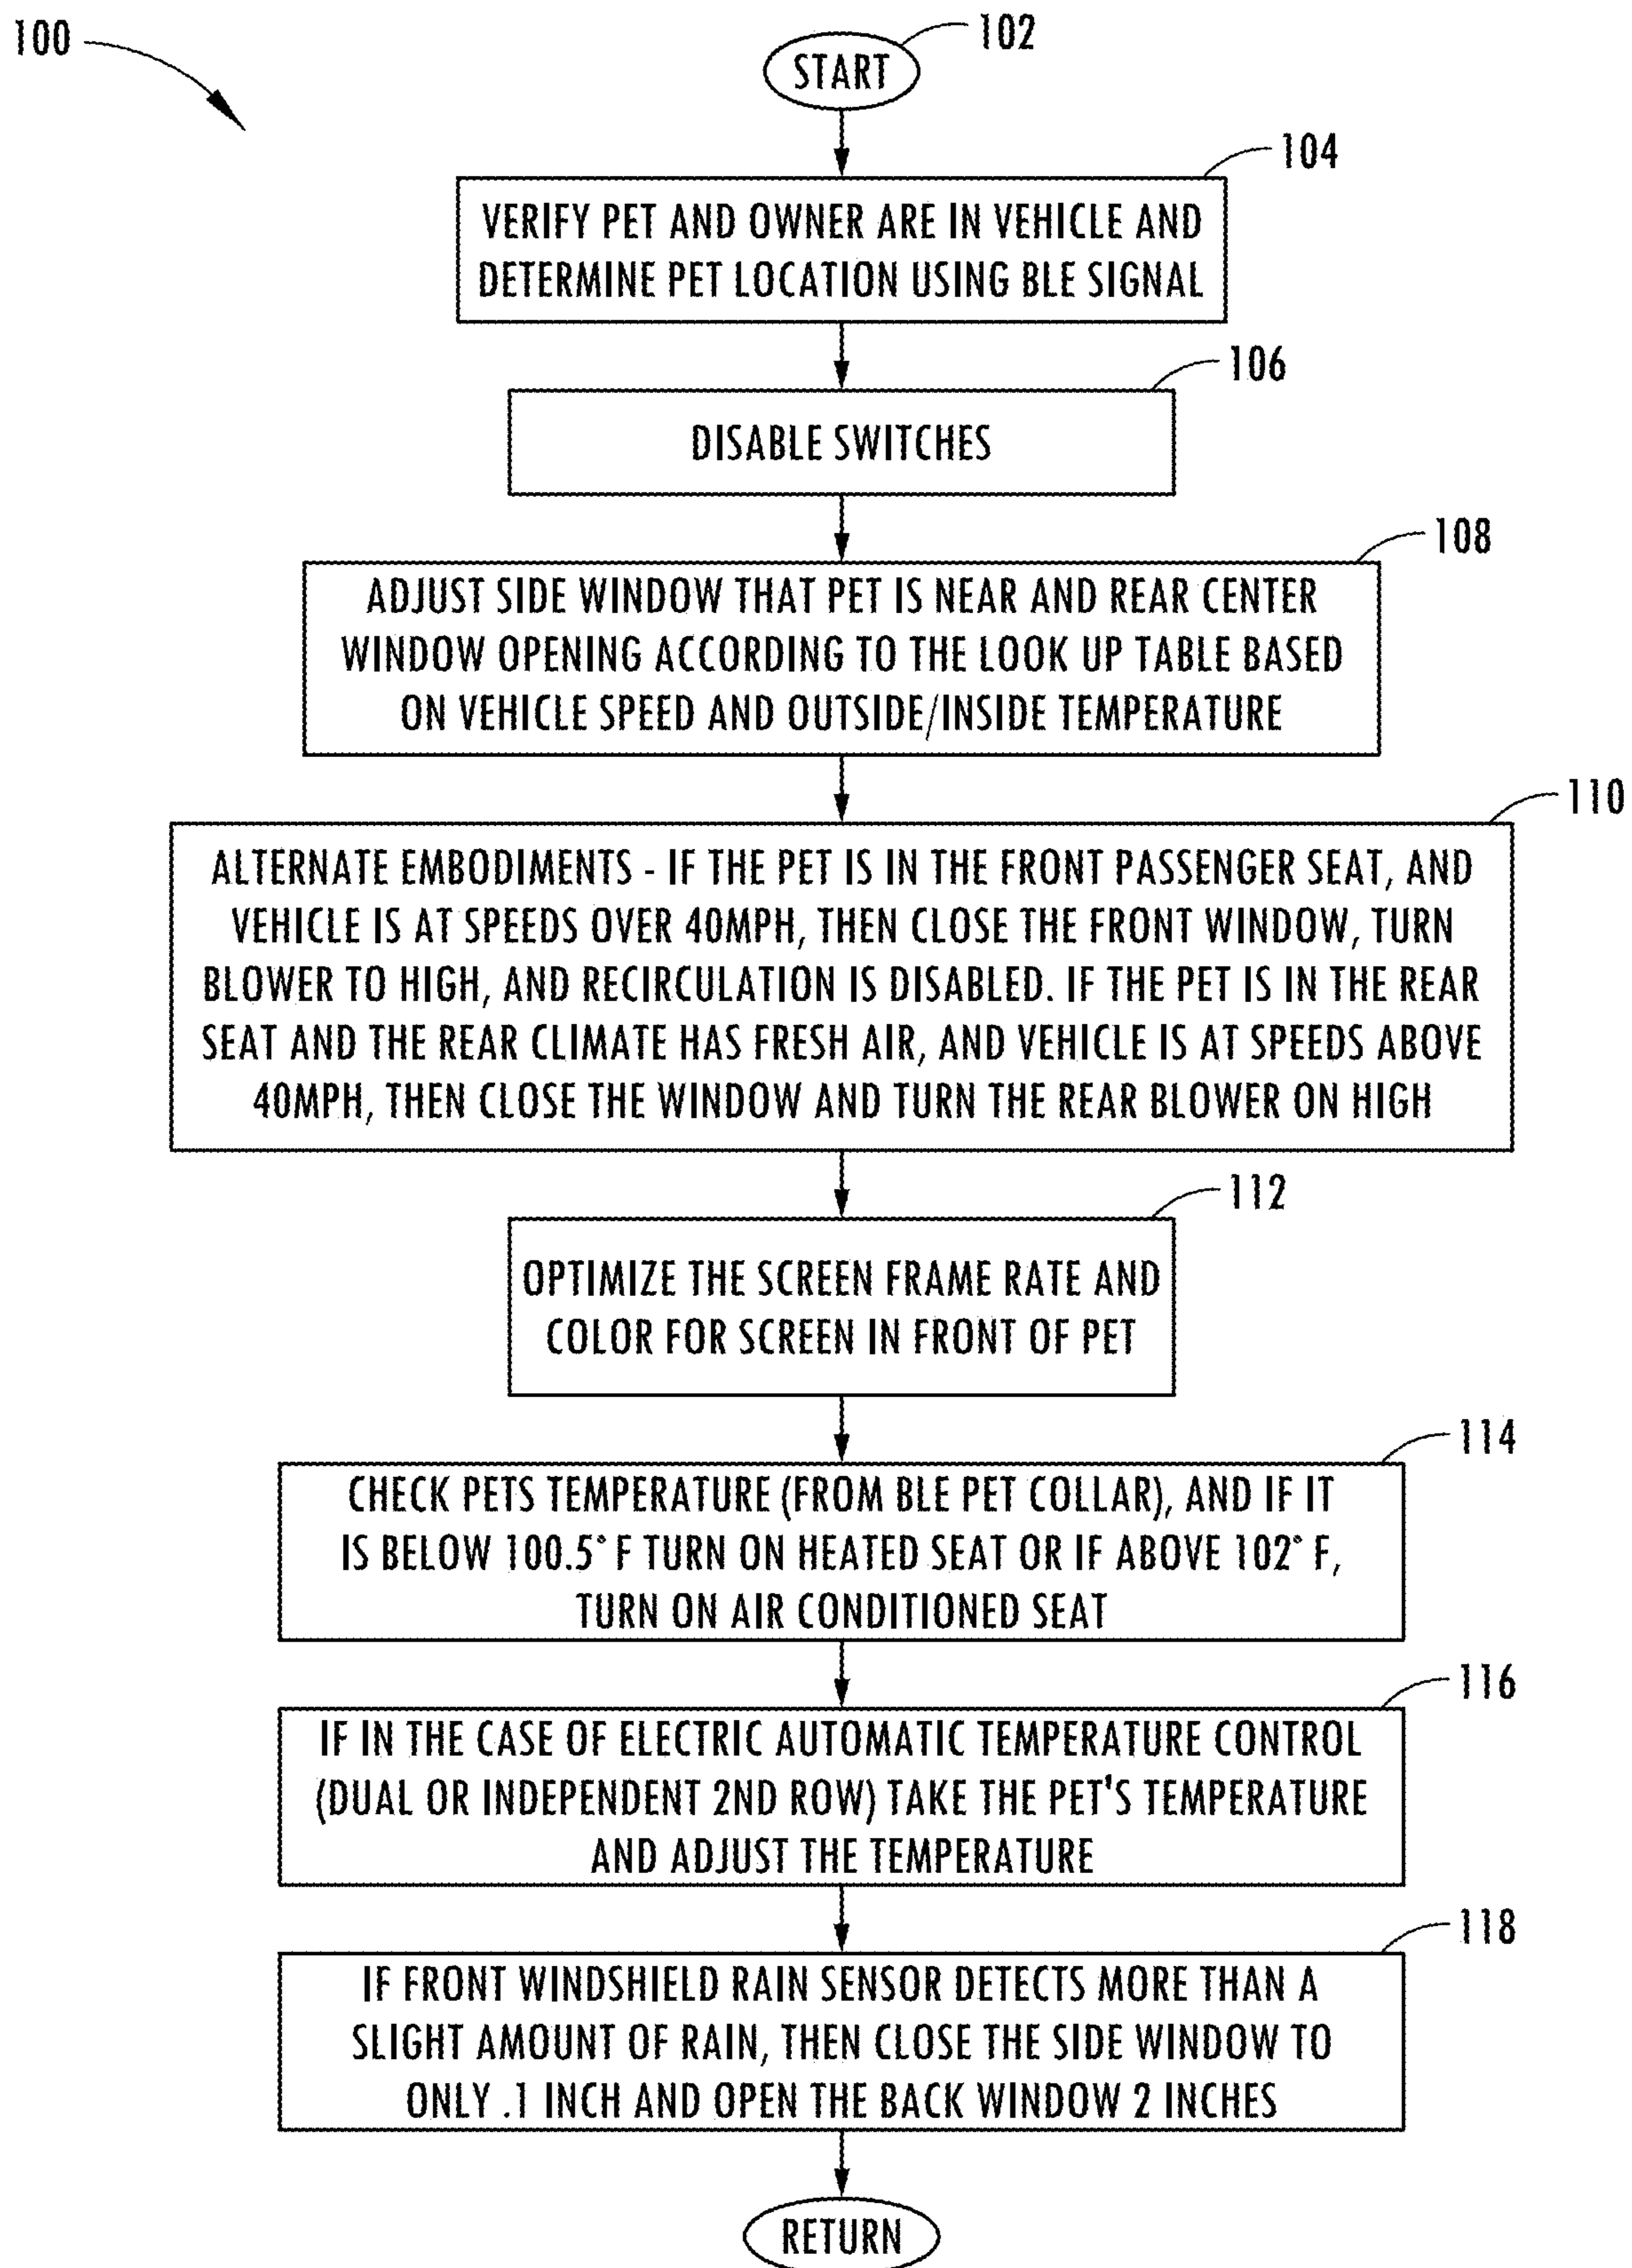 100
102
START
104
VERIFY PET AND OWNER ARE IN VEHICLE AND
DETERMINE PET LOCATION USING BLE SIGNAL
106
DISABLE SWITCHES
108
ADJUST SIDE WINDOW THAT PET IS NEAR AND REAR CENTER
WINDOW OPENING ACCORDING TO THE LOOK UP TABLE BASED
ON VEHICLE SPEED AND OUTSIDE/INSIDE TEMPERATURE
110
ALTERNATE EMBODIMENTS - IF THE PET IS IN THE FRONT PASSENGER SEAT, AND
VEHICLE IS AT SPEEDS OVER 40MPH, THEN CLOSE THE FRONT WINDOW, TURN
BLOWER TO HIGH, AND RECIRCULATION IS DISABLED. IF THE PET IS IN THE REAR
SEAT AND THE REAR CLIMATE HAS FRESH AIR, AND VEHICLE IS AT SPEEDS ABOVE
40MPH, THEN CLOSE THE WINDOW AND TURN THE REAR BLOWER ON HIGH
112
OPTIMIZE THE SCREEN FRAME RATE AND
COLOR FOR SCREEN IN FRONT OF PET
114
CHECK PETS TEMPERATURE (FROM BLE PET COLLAR), AND IF IT
IS BELOW 100.5° F TURN ON HEATED SEAT OR IF ABOVE 102° F,
TURN ON AIR CONDITIONED SEAT
116
IF IN THE CASE OF ELECTRIC AUTOMATIC TEMPERATURE CONTROL
(DUAL OR INDEPENDENT 2ND ROW) TAKE THE PET'S TEMPERATURE
AND ADJUST THE TEMPERATURE
118
IF FRONT WINDSHIELD RAIN SENSOR DETECTS MORE THAN A
SLIGHT AMOUNT OF RAIN, THEN CLOSE THE SIDE WINDOW TO
ONLY .1 INCH AND OPEN THE BACK WINDOW 2 INCHES
RETURN